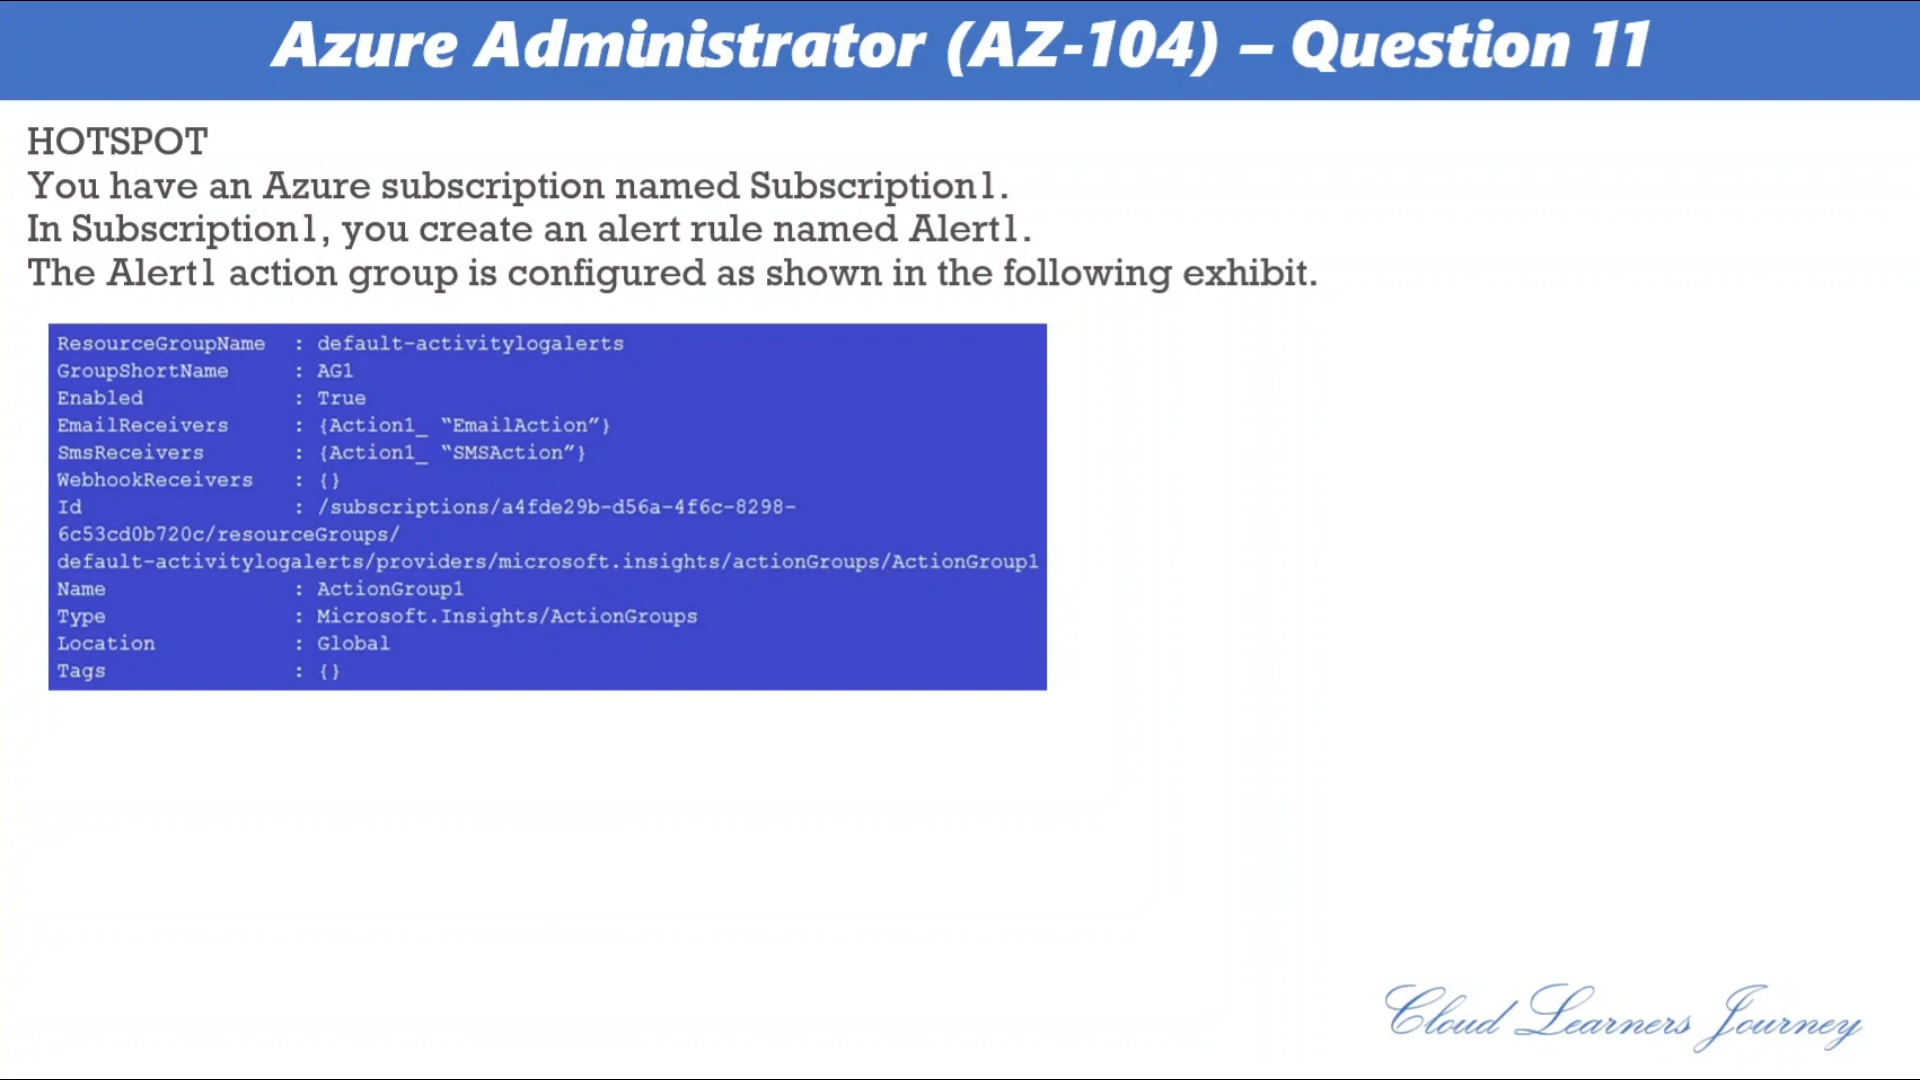 Azure Administrator (AZ-104) – Question 11
HOTSPOT
You have an Azure subscription named Subscription1.
In Subscription1, you create an alert rule named Alert1.
The Alert1 action group is configured as shown in the following exhibit.
ResourceGroupName : default-activitylogalerts
GroupShortName : AG1
Enabled : True
EmailReceivers : {Action1_ “EmailAction”}
SmsReceivers : {Action1_ “SMSAction”}
WebhookReceivers : {}
Id : /subscriptions/a4fde29b-d56a-4f6c-8298-
6c53cd0b720c/resourceGroups/
default-activitylogalerts/providers/microsoft.insights/actionGroups/ActionGroup1
Name : ActionGroup1
Type : Microsoft.Insights/ActionGroups
Location : Global
Tags : {}
Cloud Learners Journey